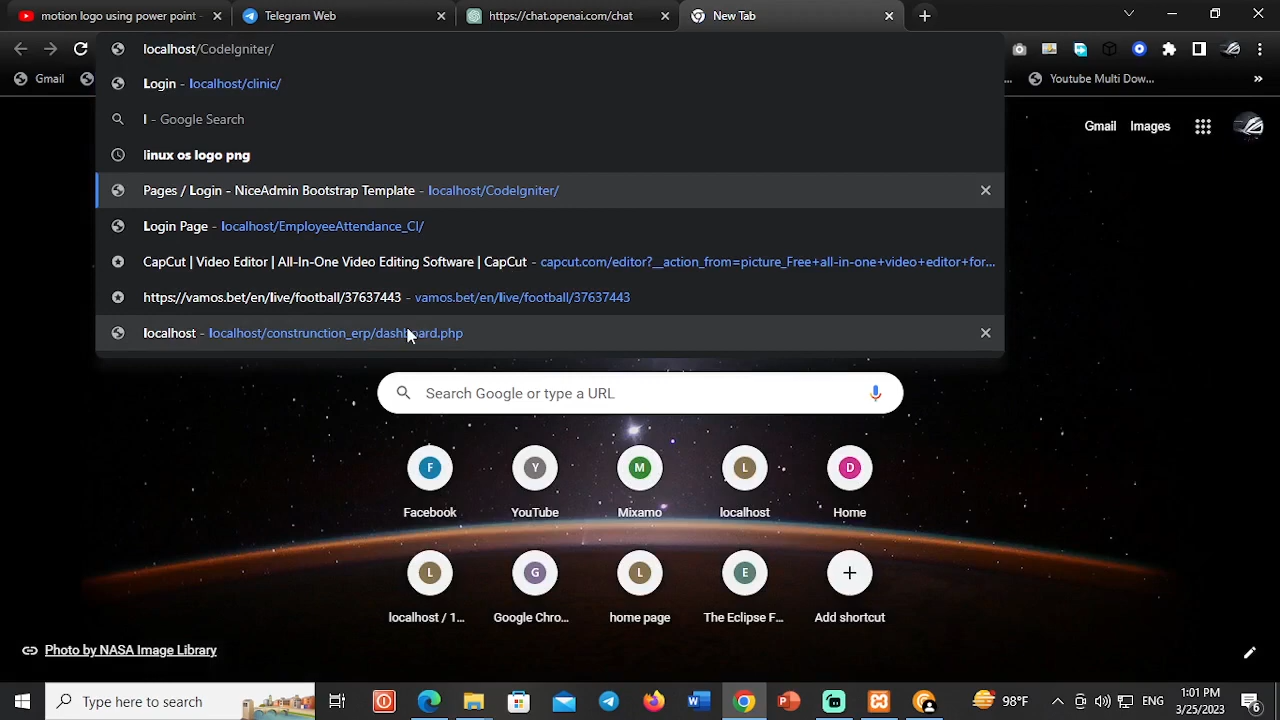 motion logo using power point -
Telegram Web
https://chat.openai.com/chat
New Tab
localhost/CodeIgniter/
Gmail
Youtube Multi Dow...
»
Login - localhost/clinic/
l - Google Search
linux os logo png
Pages / Login - NiceAdmin Bootstrap Template - localhost/CodeIgniter/
Login Page - localhost/EmployeeAttendance_CI/
CapCut | Video Editor | All-In-One Video Editing Software | CapCut - capcut.com/editor?__action_from=picture_Free+all-in-one+video+editor+for...
https://vamos.bet/en/live/football/37637443 - vamos.bet/en/live/football/37637443
localhost - localhost/construnction_erp/dashboard.php
Gmail Images
Search Google or type a URL
F Y M L D
Facebook YouTube Mixamo localhost Home
L G L E
localhost / 1... Google Chro... home page The Eclipse F... Add shortcut
Photo by NASA Image Library
Type here to search
98°F
ENG
1:01 PM
3/25/2023
6